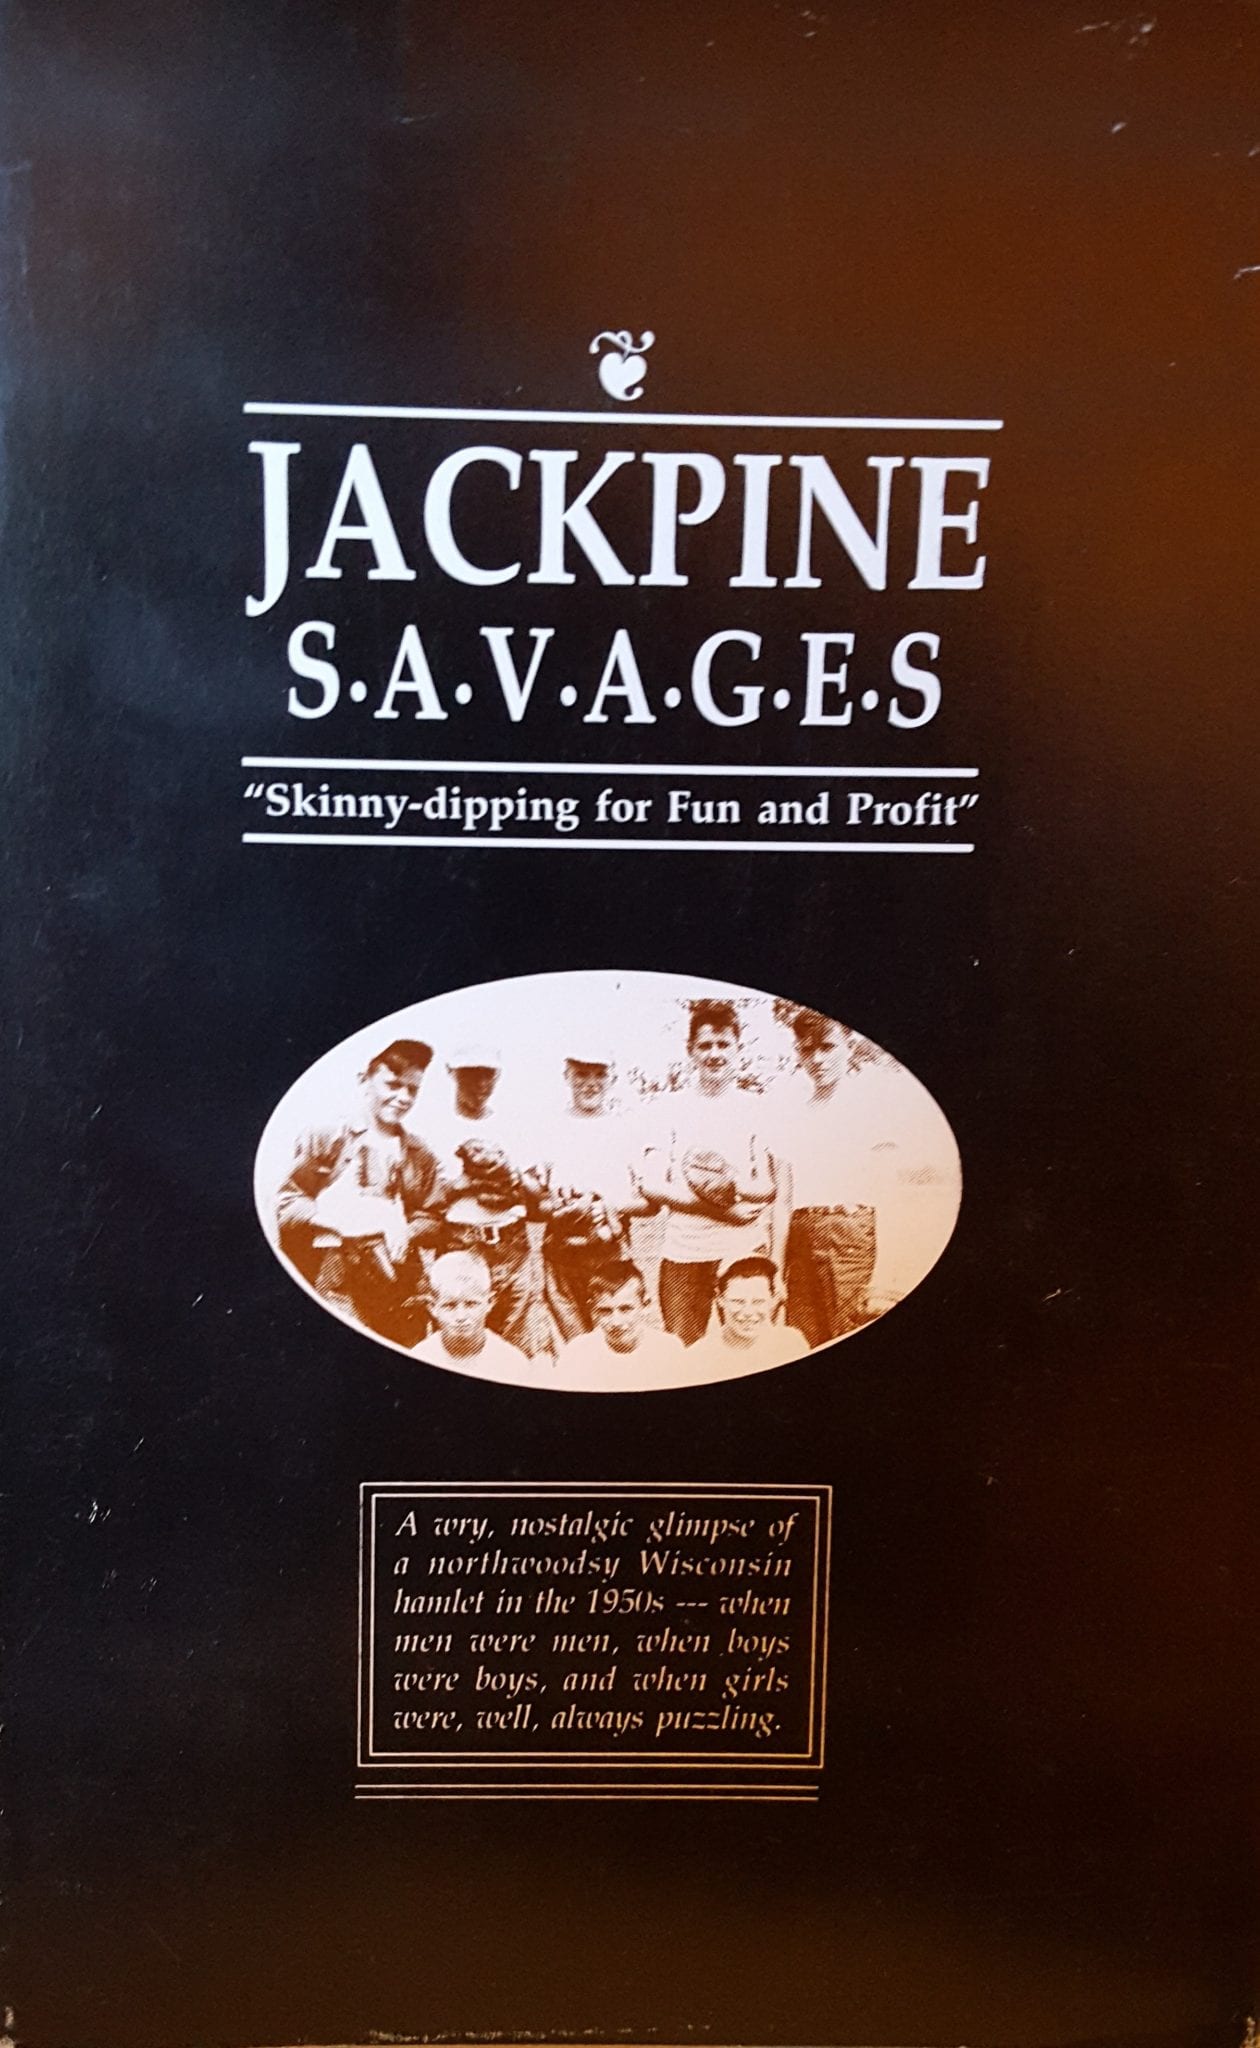 JACKPINE
S•A•V•A•G•E•S
“Skinny-dipping for Fun and Profit”
A wry, nostalgic glimpse of
a northwoodsy Wisconsin
hamlet in the 1950s --- when
men were men, when boys
were boys, and when girls
were, well, always puzzling.